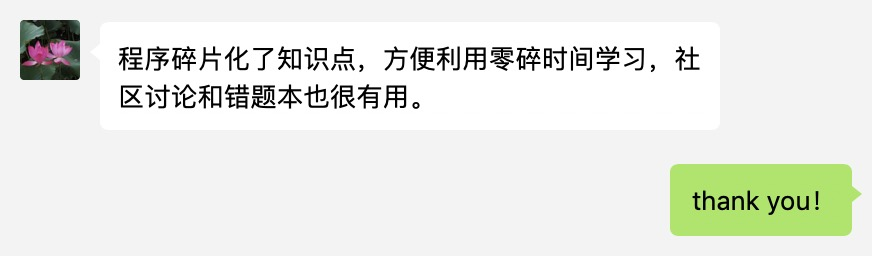 程序碎片化了知识点，方便利用零碎时间学习，社
区讨论和错题本也很有用。
thank you！